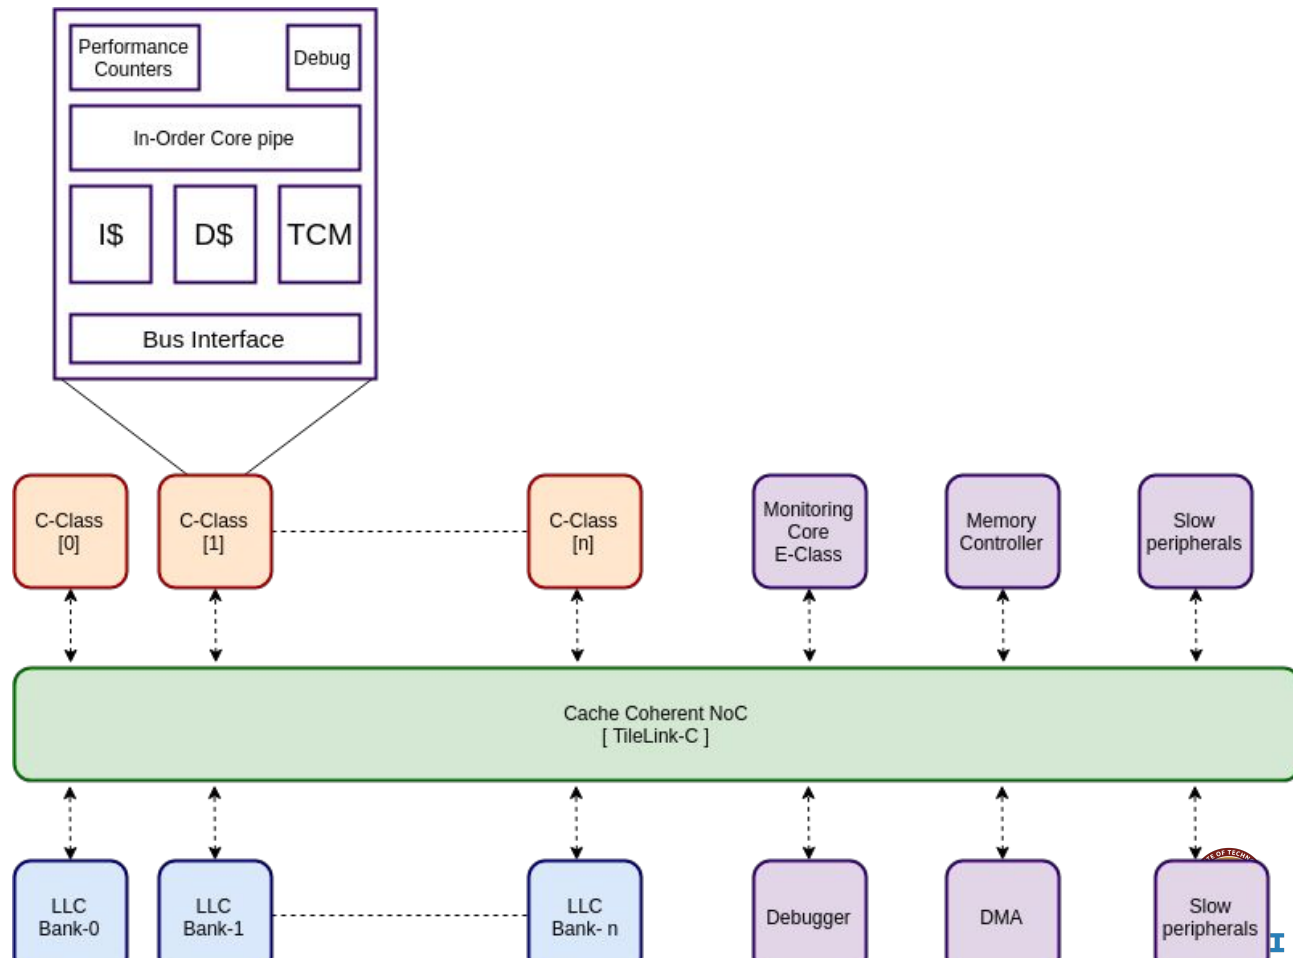 Performance
Counters
Debug
In-Order Core pipe
I$
D$
TCM
Bus Interface
C-Class
[0]
C-Class
[1]
C-Class
[n]
Monitoring
Core
E-Class
Memory
Controller
Slow
peripherals
Cache Coherent NoC
[ TileLink-C ]
LLC
Bank-0
LLC
Bank-1
LLC
Bank- n
Debugger
DMA
Slow
peripherals
I